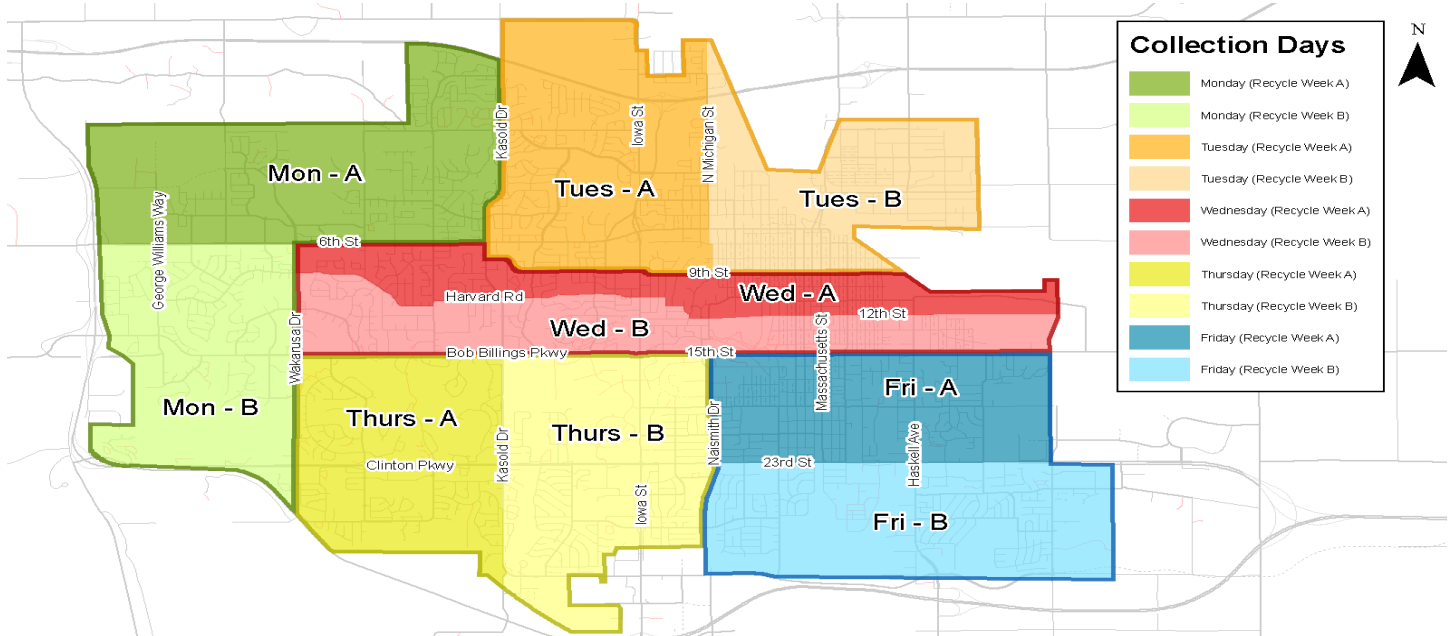 N
Collection Days
Monday (Recycle Week A)
Monday (Recycle Week B)
Tuesday (Recycle Week A)
Tuesday (Recycle Week B)
Wednesday (Recycle Week A)
Wednesday (Recycle Week B)
Thursday (Recycle Week A)
Thursday (Recycle Week B)
Friday (Recycle Week A)
Friday (Recycle Week B)
Kasold Dr
Iowa St
N Michigan St
Mon - A
Tues - A
Tues - B
George Williams Way
6th St
9th St
Harvard Rd
Wed - A
12th St
Wed - B
Wakarusa Dr
Bob Billings Pkwy
15th St
Massachusetts St
Mon - B
Thurs - A
Thurs - B
Fri - A
Kasold Dr
Naismith Dr
Haskell Ave
Clinton Pkwy
23rd St
Iowa St
Fri - B